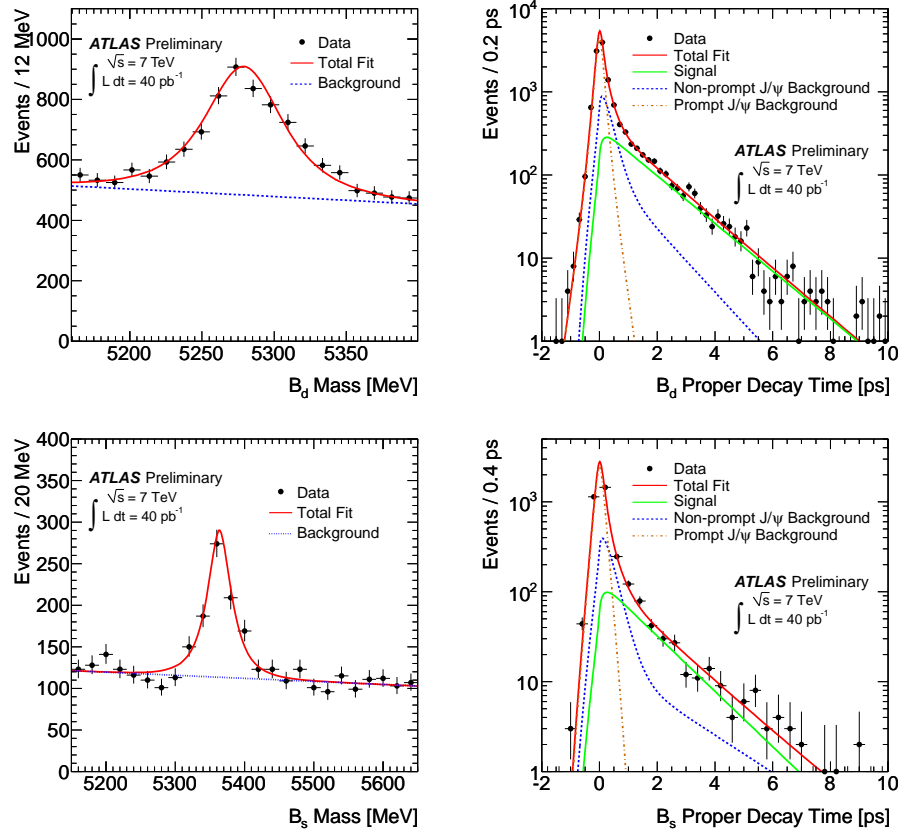 Events / 12 MeV
1000
800
600
400
200
0
ATLAS Preliminary
√s = 7 TeV
∫ L dt = 40 pb⁻¹
Data
Total Fit
Background
5200 5250 5300 5350
B_d Mass [MeV]
Events / 0.2 ps
10⁴
10³
10²
10
1
Data
Total Fit
Signal
Non-prompt J/ψ Background
Prompt J/ψ Background
ATLAS Preliminary
√s = 7 TeV
∫ L dt = 40 pb⁻¹
-2 0 2 4 6 8 10
B_d Proper Decay Time [ps]
Events / 20 MeV
400
350
300
250
200
150
100
50
0
ATLAS Preliminary
√s = 7 TeV
∫ L dt = 40 pb⁻¹
Data
Total Fit
Background
5200 5300 5400 5500 5600
B_s Mass [MeV]
Events / 0.4 ps
10³
10²
10
1
Data
Total Fit
Signal
Non-prompt J/ψ Background
Prompt J/ψ Background
ATLAS Preliminary
√s = 7 TeV
∫ L dt = 40 pb⁻¹
-2 0 2 4 6 8 10
B_s Proper Decay Time [ps]